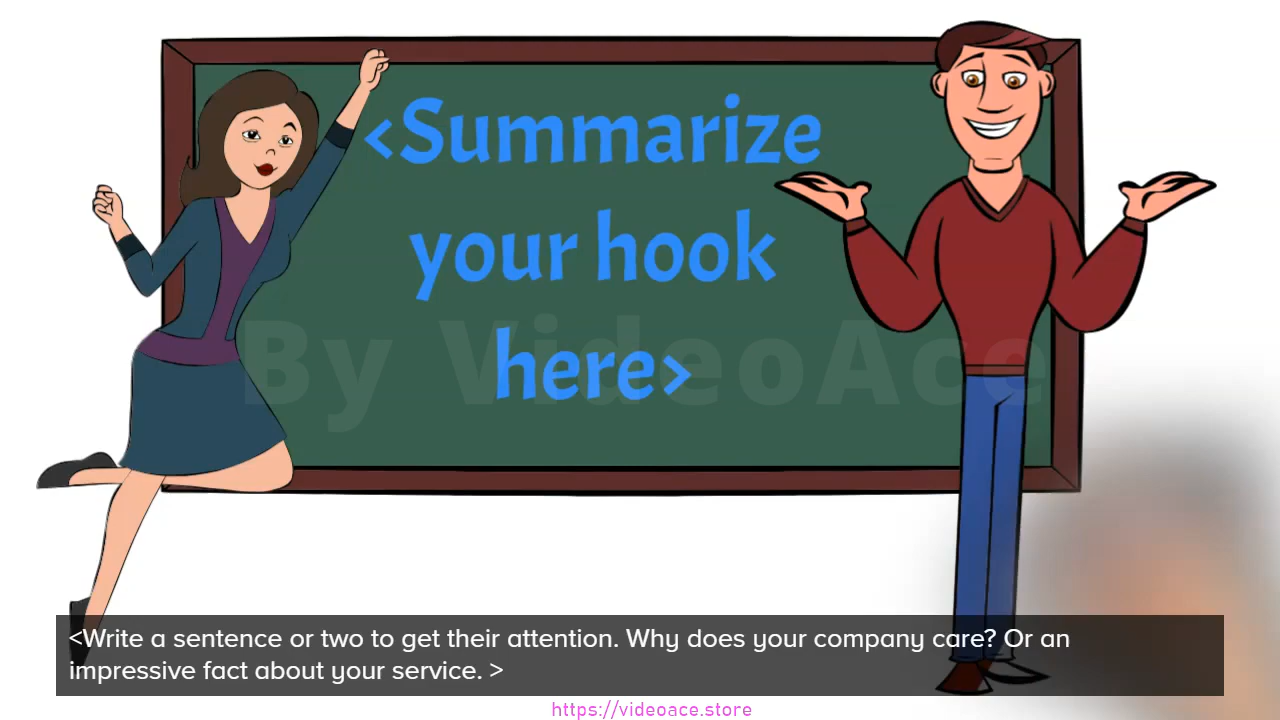 <Summarize
your hook
here>
By VideoAce
<Write a sentence or two to get their attention. Why does your company care? Or an
impressive fact about your service. >
https://videoace.store